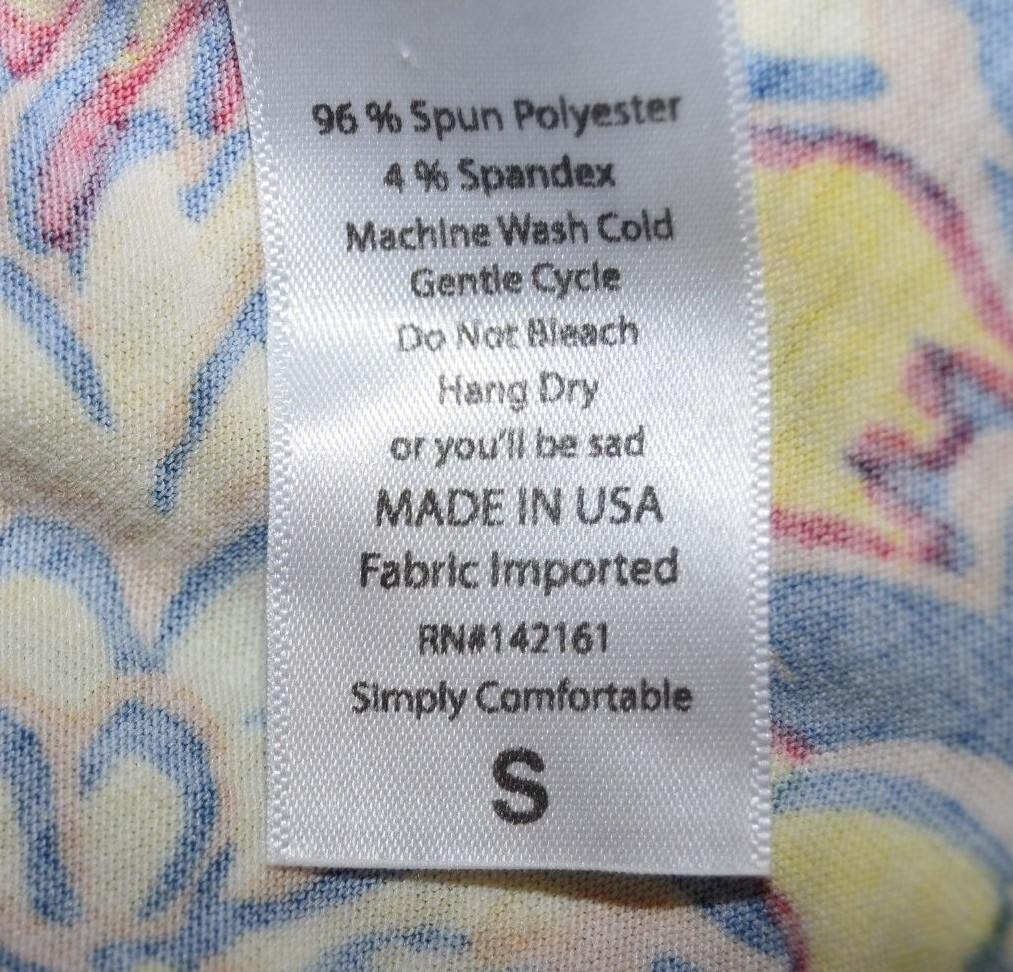 96 % Spun Polyester
4 % Spandex
Machine Wash Cold
Gentle Cycle
Do Not Bleach
Hang Dry
or you'll be sad
MADE IN USA
Fabric Imported
RN#142161
Simply Comfortable
S